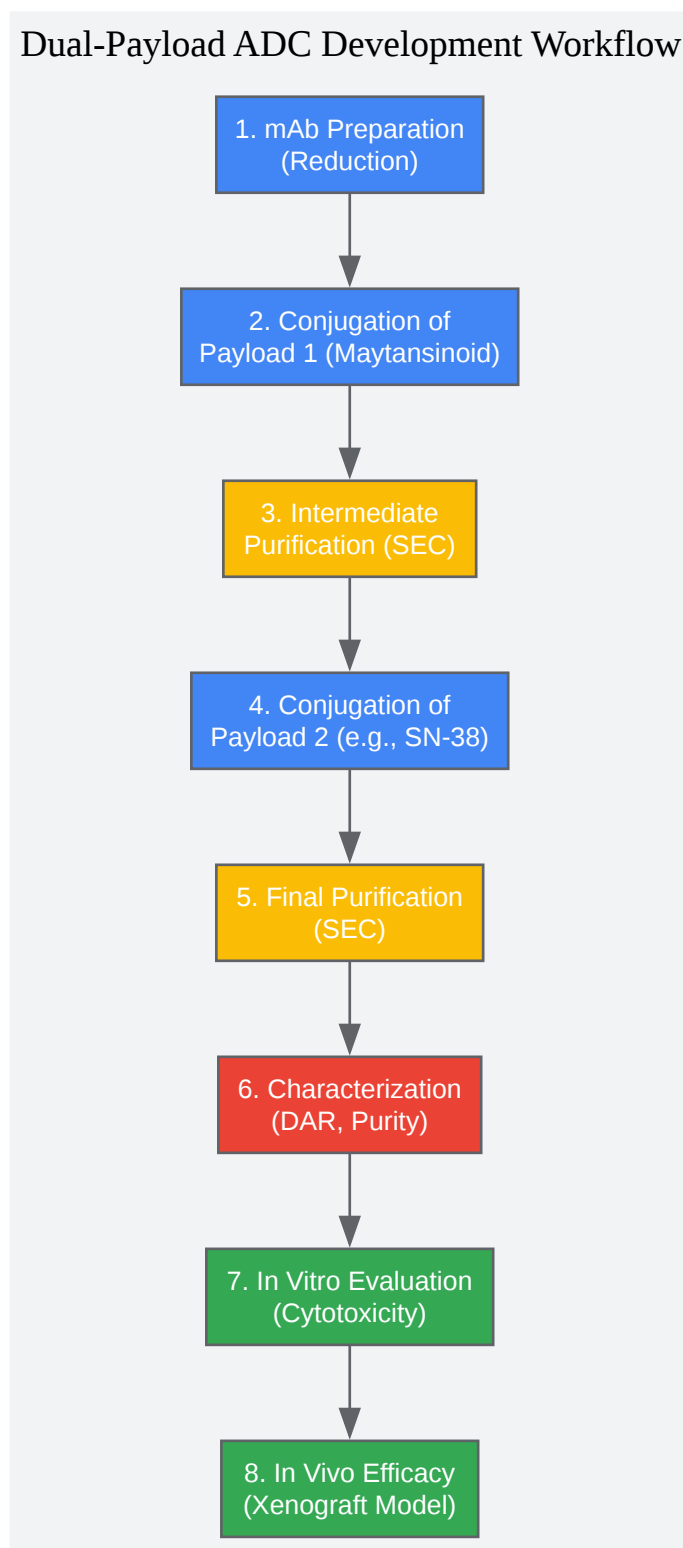 Dual-Payload ADC Development Workflow
1. mAb Preparation
(Reduction)
2. Conjugation of
Payload 1 (Maytansinoid)
3. Intermediate
Purification (SEC)
4. Conjugation of
Payload 2 (e.g., SN-38)
5. Final Purification
(SEC)
6. Characterization
(DAR, Purity)
7. In Vitro Evaluation
(Cytotoxicity)
8. In Vivo Efficacy
(Xenograft Model)